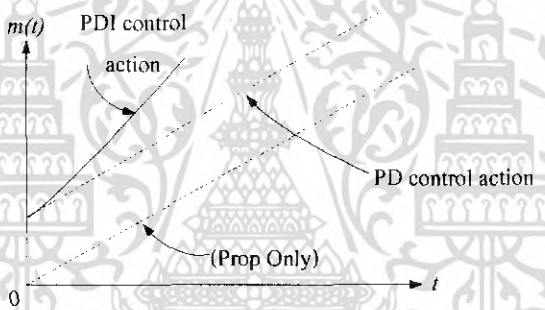 m(t)
PDI control
action
PD control action
(Prop Only)
0
t